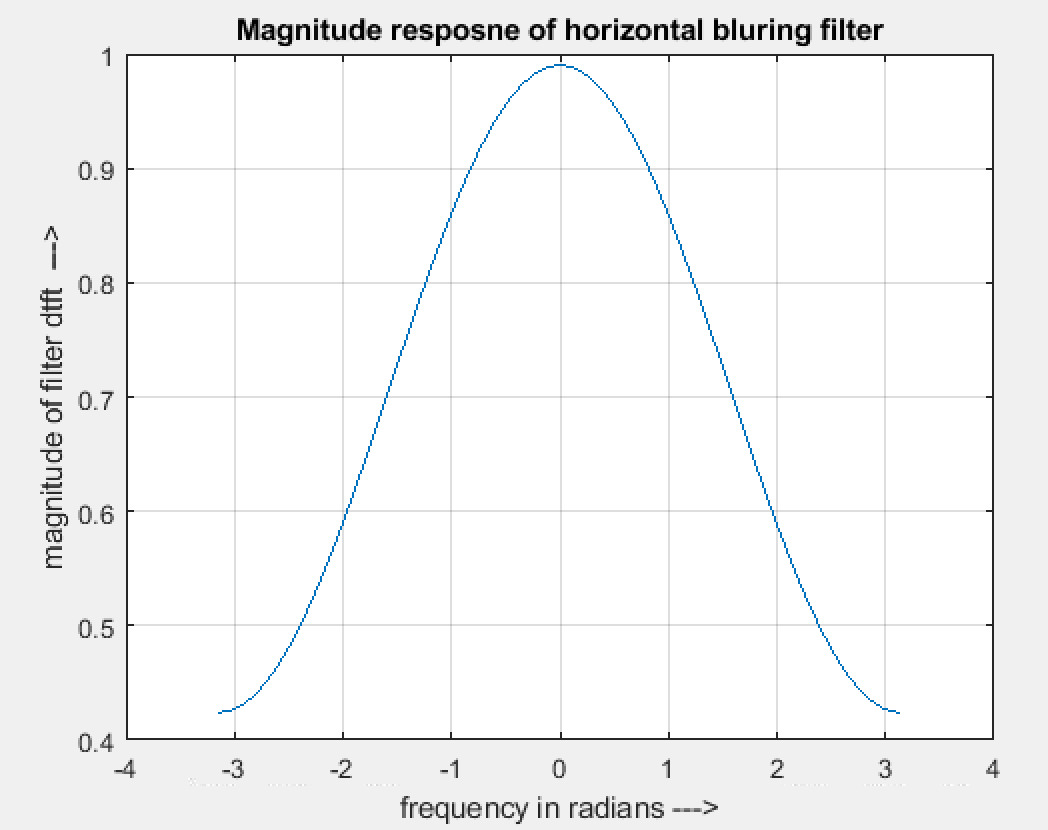 Magnitude resposne of horizontal bluring filter
magnitude of filter dtft --->
1
0.9
0.8
0.7
0.6
0.5
0.4
-4 -3 -2 -1 0 1 2 3 4
frequency in radians --->